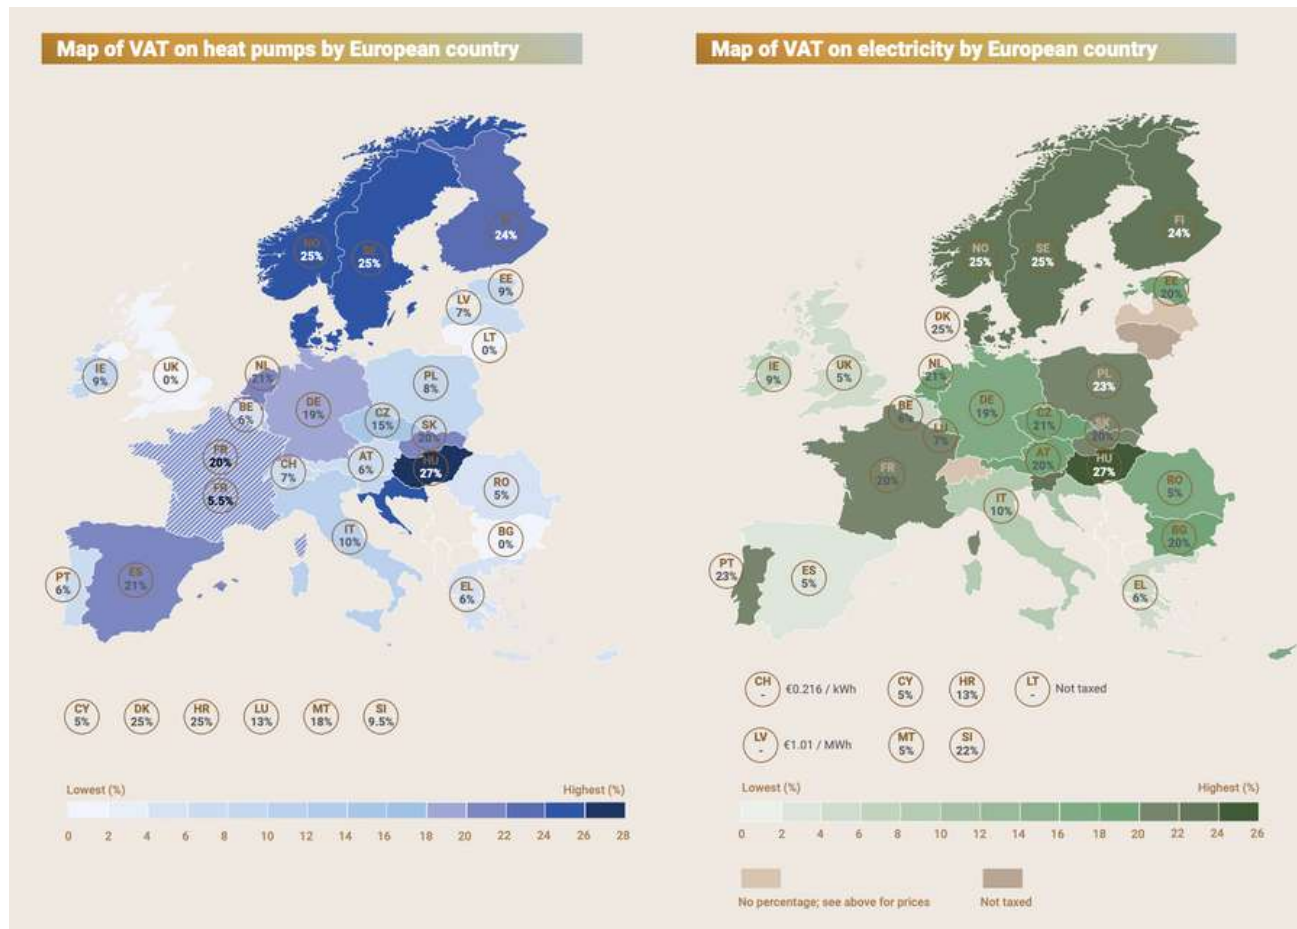 Map of VAT on heat pumps by European country
NO
25%
SE
25%
FI
24%
EE
9%
LV
7%
LT
0%
IE
9%
UK
0%
NL
21%
BE
6%
DE
19%
PL
8%
CZ
15%
SK
20%
FR
20%
FR
5.5%
CH
7%
AT
6%
HU
27%
RO
5%
IT
10%
BG
0%
PT
6%
ES
21%
EL
6%
CY
5%
DK
25%
HR
25%
LU
13%
MT
18%
SI
9.5%
Lowest (%) Highest (%)
0 2 4 6 8 10 12 14 16 18 20 22 24 26 28
Map of VAT on electricity by European country
NO
25%
SE
25%
FI
24%
EE
20%
DK
25%
IE
9%
UK
5%
NL
21%
BE
6%
LU
7%
DE
19%
PL
23%
CZ
21%
SK
20%
FR
20%
AT
20%
HU
27%
RO
5%
IT
10%
BG
20%
PT
23%
ES
5%
EL
6%
CH
-
€0.216 / kWh
CY
5%
HR
13%
LT
-
Not taxed
LV
-
€1.01 / MWh
MT
5%
SI
22%
Lowest (%) Highest (%)
0 2 4 6 8 10 12 14 16 18 20 22 24 26
No percentage; see above for prices
Not taxed